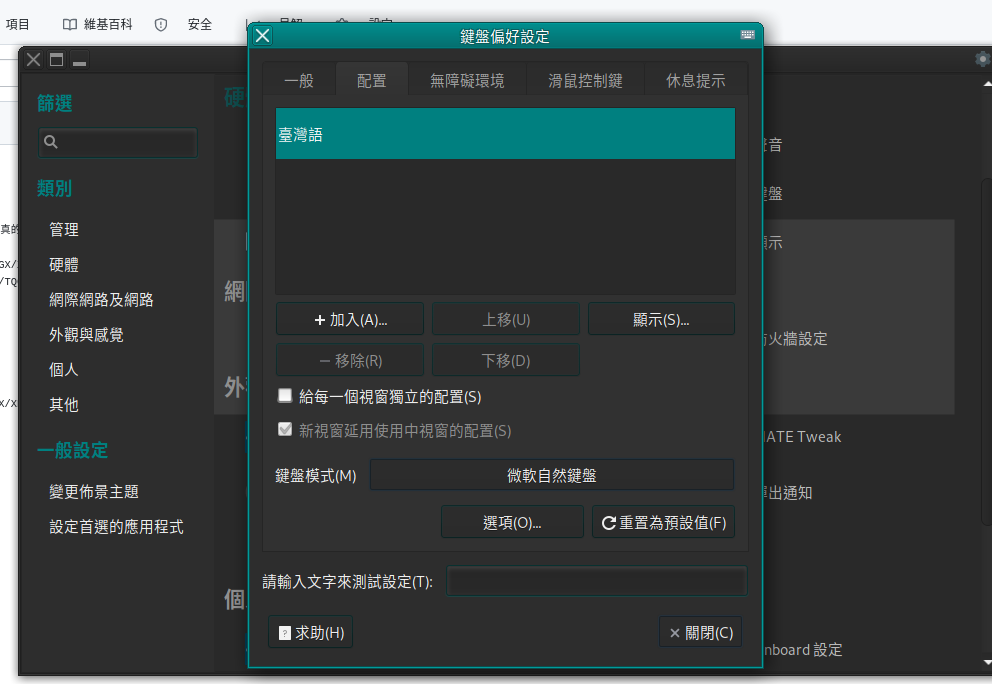 項目 維基百科 安全 設定
鍵盤偏好設定
一般 配置 無障礙環境 滑鼠控制鍵 休息提示
臺灣語
+ 加入(A)... 上移(U) 顯示(S)...
− 移除(R) 下移(D)
給每一個視窗獨立的配置(S)
新視窗延用使用中視窗的配置(S)
鍵盤模式(M) 微軟自然鍵盤
選項(O)... 重置為預設值(F)
請輸入文字來測試設定(T):
? 求助(H) × 關閉(C)
篩選
類別
管理
硬體
網際網路及網路
外觀與感覺
個人
其他
一般設定
變更佈景主題
設定首選的應用程式
硬
網
外
個
音
盤
示
火牆設定
ATE Tweak
出通知
nboard 設定
真的
GX/
/TQ
X/X